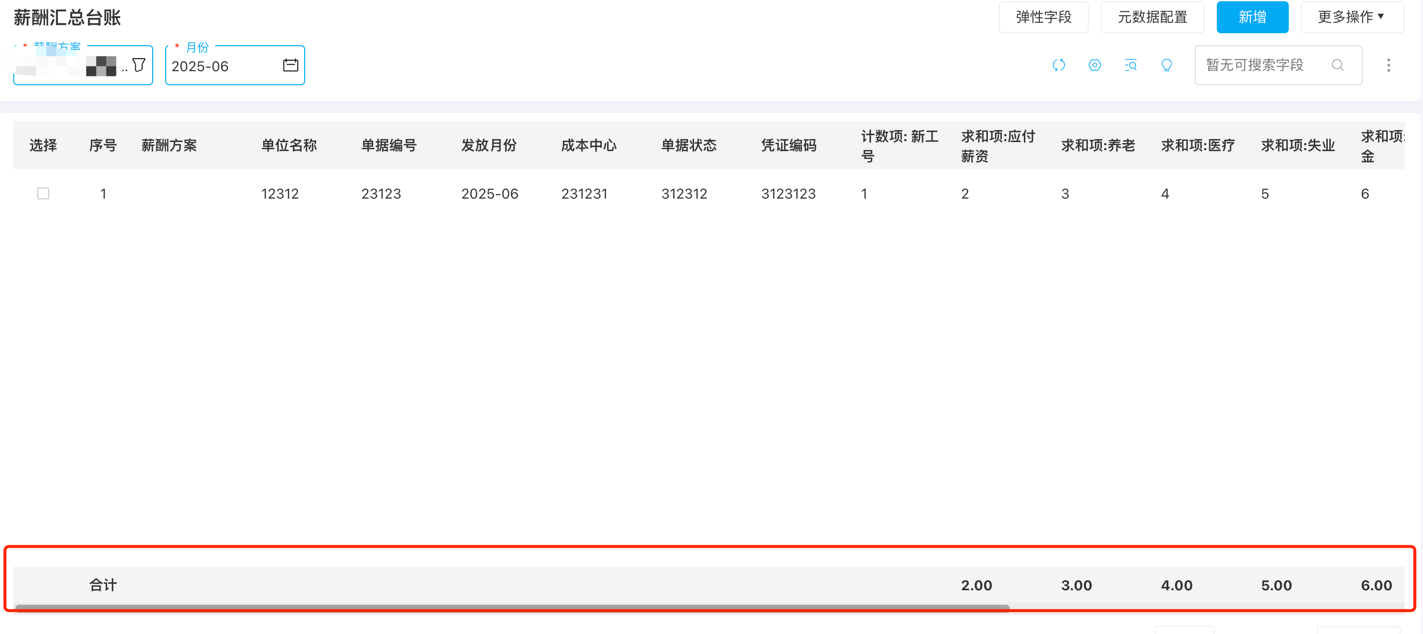 薪酬汇总台账
弹性字段 元数据配置 新增 更多操作▼
* 薪酬方案 * 月份
.. 2025-06 暂无可搜索字段
选择 序号 薪酬方案 单位名称 单据编号 发放月份 成本中心 单据状态 凭证编码 计数项: 新工号 求和项:应付薪资 求和项:养老 求和项:医疗 求和项:失业 求和项:金
1 12312 23123 2025-06 231231 312312 3123123 1 2 3 4 5 6
合计 2.00 3.00 4.00 5.00 6.00